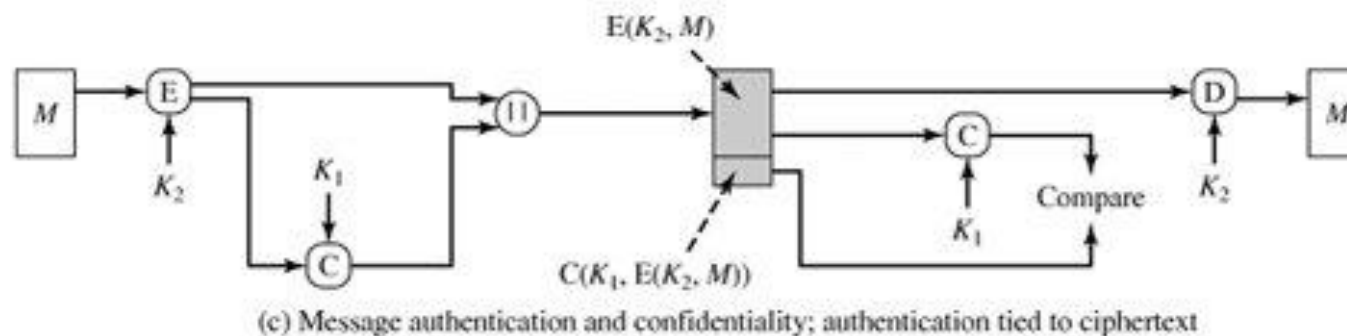 E(K₂, M)
M
E
||
D
M
C
K₂
K₁
Compare
K₂
K₁
C
C(K₁, E(K₂, M))
(c) Message authentication and confidentiality; authentication tied to ciphertext